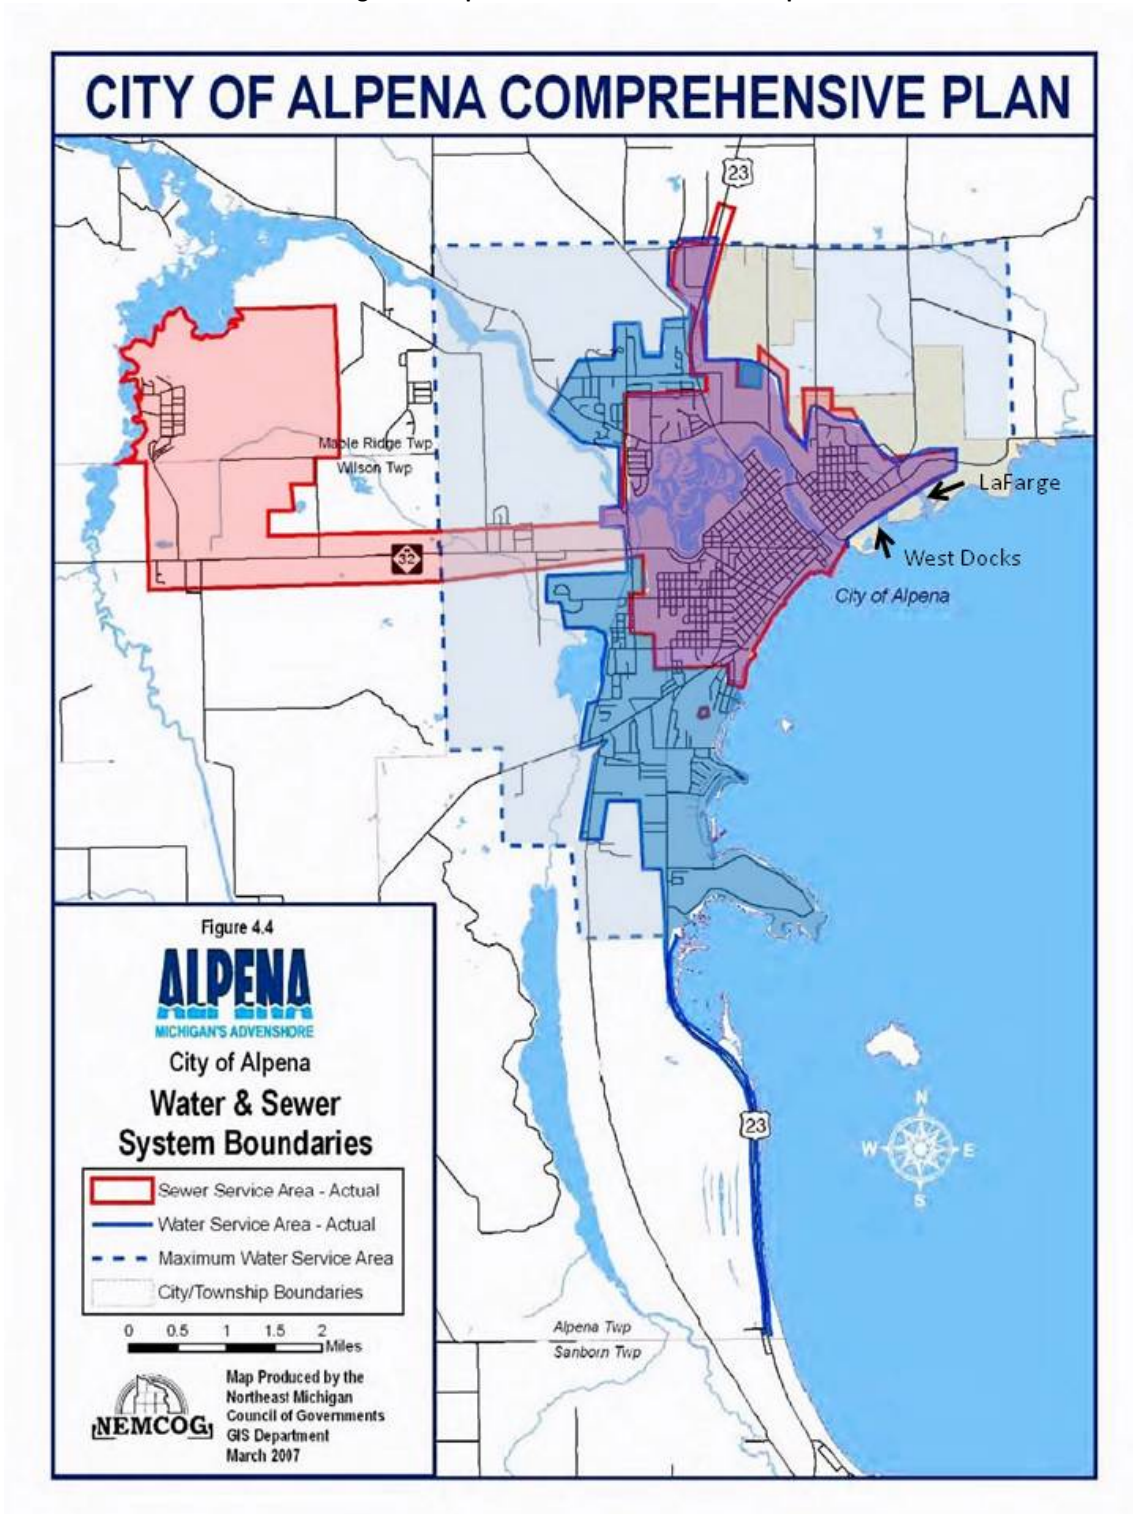 CITY OF ALPENA COMPREHENSIVE PLAN
23
Maple Ridge Twp
Wilson Twp
LaFarge
32
West Docks
City of Alpena
Figure 4.4
ALPENA
MICHIGAN'S ADVENSHORE
City of Alpena
Water & Sewer
System Boundaries
Sewer Service Area - Actual
Water Service Area - Actual
Maximum Water Service Area
City/Township Boundaries
0 0.5 1 1.5 2
Miles
NEMCOG
Map Produced by the
Northeast Michigan
Council of Governments
GIS Department
March 2007
N
W E
S
23
Alpena Twp
Sanborn Twp